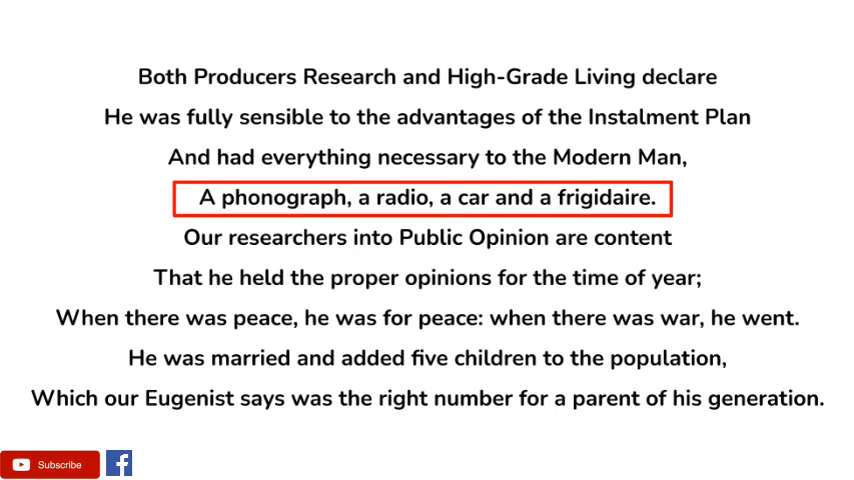 Both Producers Research and High-Grade Living declare
He was fully sensible to the advantages of the Instalment Plan
And had everything necessary to the Modern Man,
A phonograph, a radio, a car and a frigidaire.
Our researchers into Public Opinion are content
That he held the proper opinions for the time of year;
When there was peace, he was for peace: when there was war, he went.
He was married and added five children to the population,
Which our Eugenist says was the right number for a parent of his generation.
Subscribe